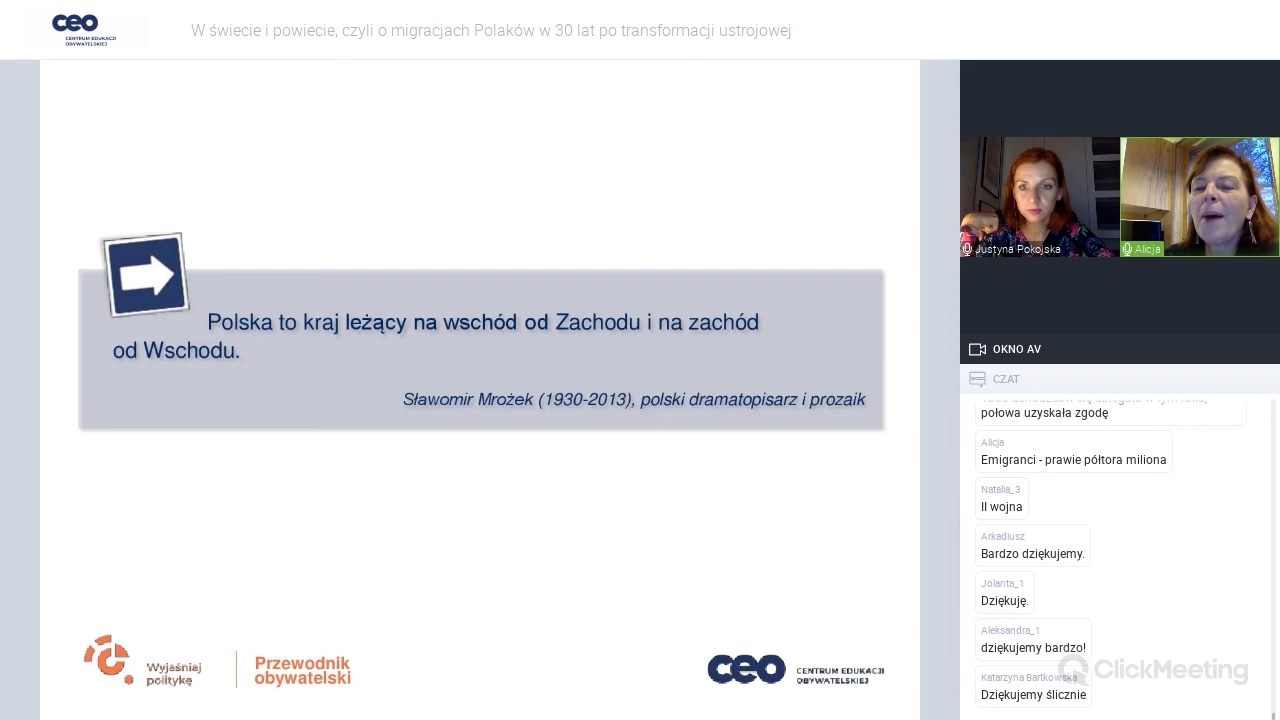 ceo
CENTRUM EDUKACJI
OBYWATELSKIEJ
W świecie i powiecie, czyli o migracjach Polaków w 30 lat po transformacji ustrojowej
Polska to kraj leżący na wschód od Zachodu i na zachód
od Wschodu.
Sławomir Mrożek (1930-2013), polski dramatopisarz i prozaik
Wyjaśniaj
politykę
Przewodnik
obywatelski
ceo
CENTRUM EDUKACJI
OBYWATELSKIEJ
Justyna Pokojska
Alicja
OKNO AV
CZAT
połowa uzyskała zgodę
Alicja
Emigranci - prawie półtora miliona
Natalia_3
II wojna
Arkadiusz
Bardzo dziękujemy.
Jolanta_1
Dziękuję.
Aleksandra_1
dziękujemy bardzo!
Katarzyna Bartkowska
Dziękujemy ślicznie
ClickMeeting